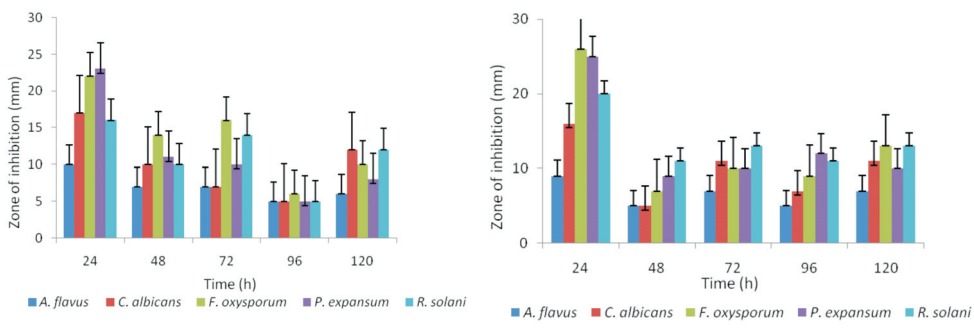 30
25
20
15
10
5
0
Zone of inhibition (mm)
24 48 72 96 120
Time (h)
A. flavus C. albicans F. oxysporum P. expansum R. solani
30
20
10
0
Zone of inhibition (mm)
24 48 72 96 120
Time (h)
A. flavus C. albicans F. oxysporum P. expansum R. solani